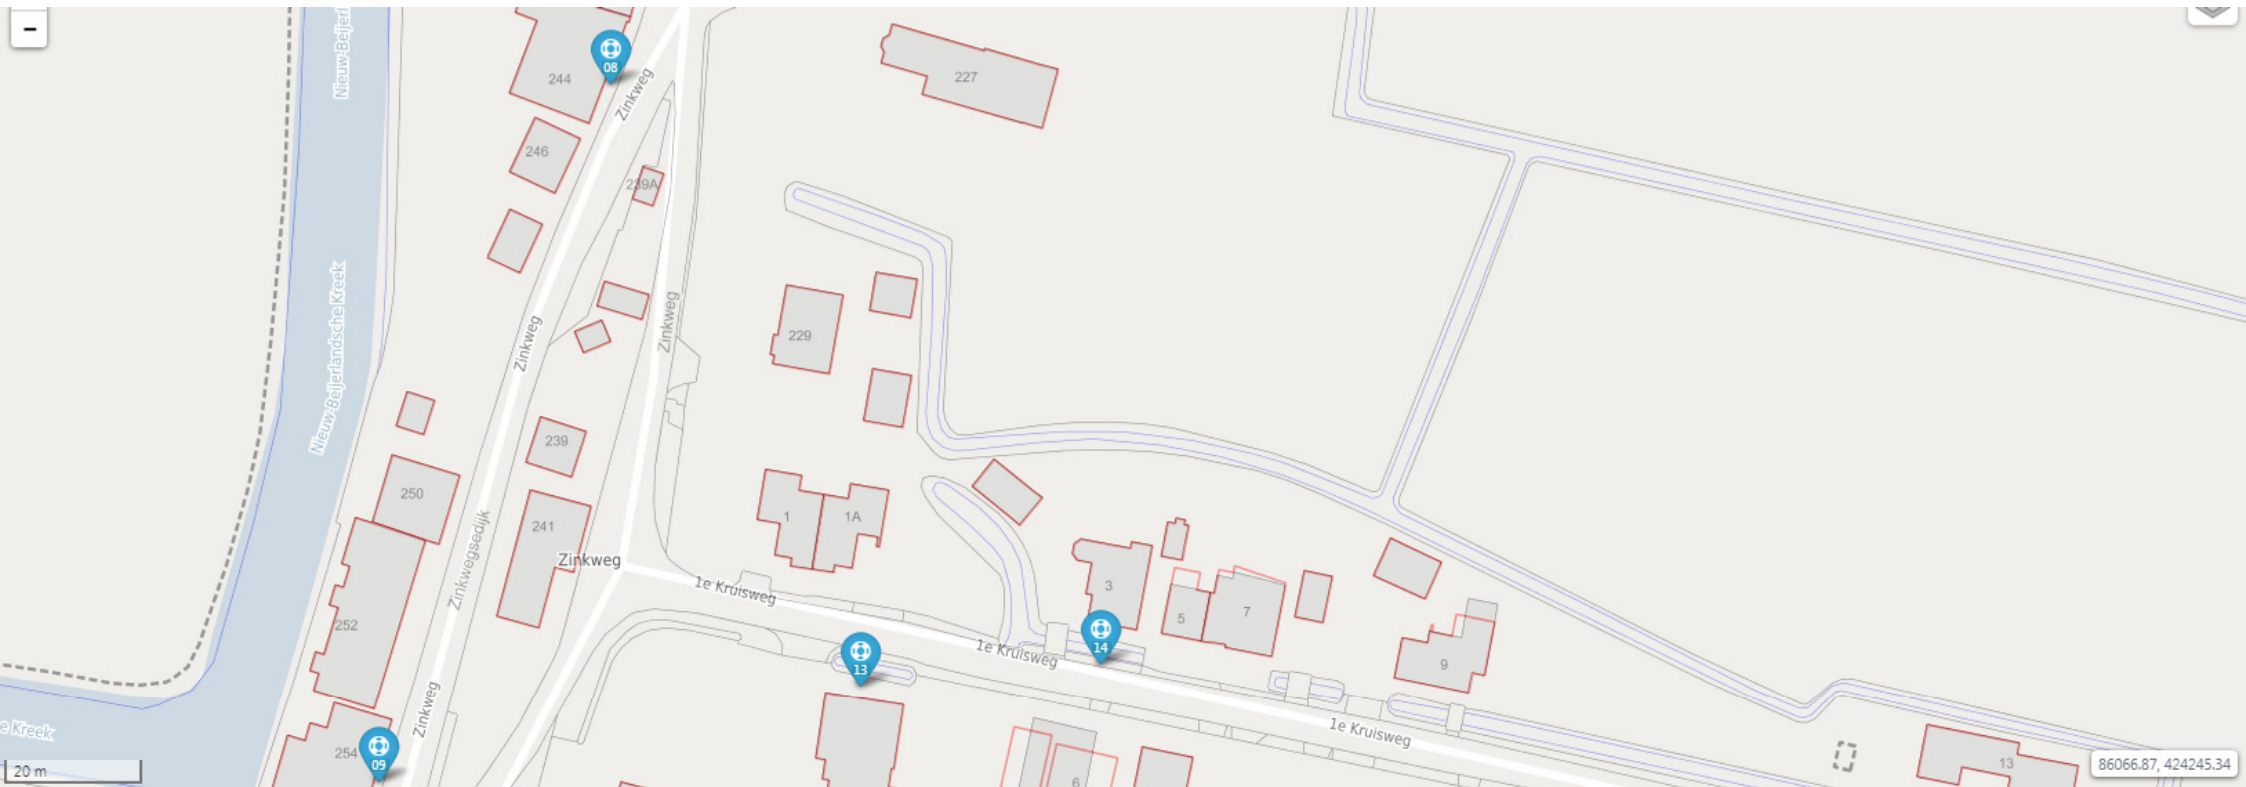 −
Nieuw-Beijerl
244
08
Zinkweg
227
246
239A
Nieuw-Beijerlandsche Kreek
Zinkweg
Zinkweg
229
239
250
241
1
1A
Zinkwegsedijk
Zinkweg
1e Kruisweg
3
5
7
252
14
1e Kruisweg
13
9
Zinkweg
e Kreek
1e Kruisweg
254
09
6
13
20 m
86066.87, 424245.34